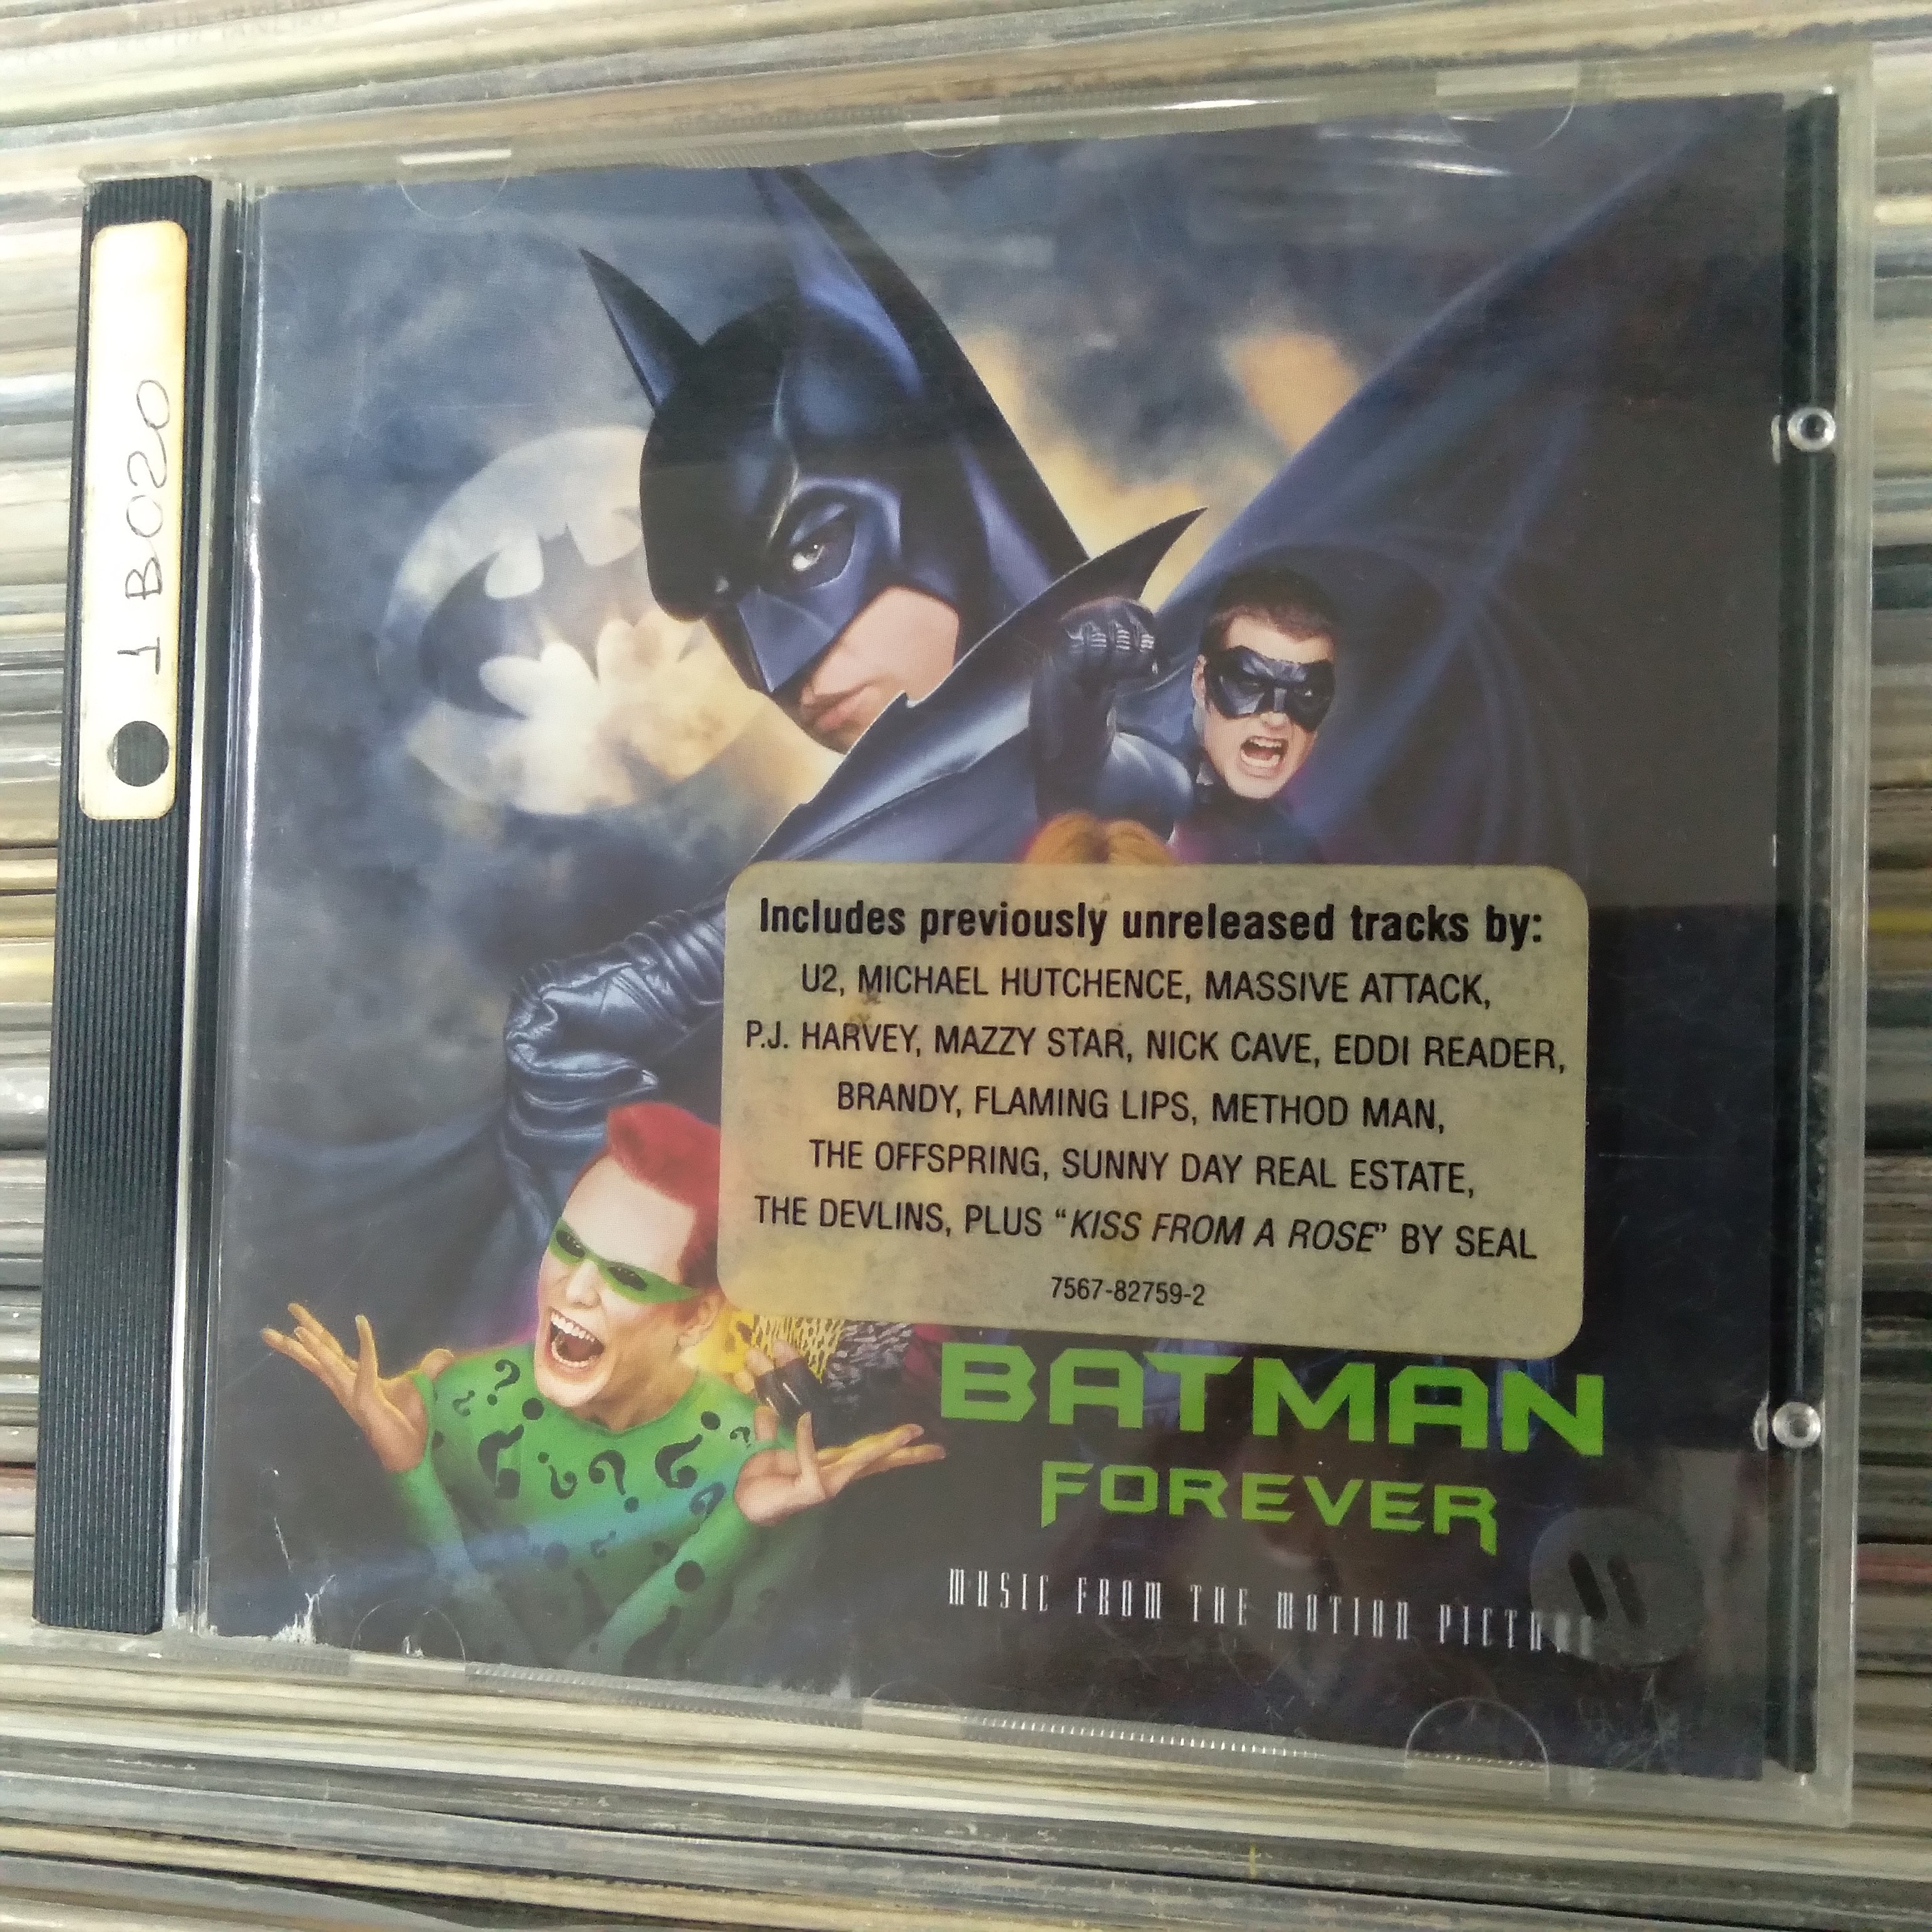 1 B020
Includes previously unreleased tracks by:
U2, MICHAEL HUTCHENCE, MASSIVE ATTACK,
P.J. HARVEY, MAZZY STAR, NICK CAVE, EDDI READER,
BRANDY, FLAMING LIPS, METHOD MAN,
THE OFFSPRING, SUNNY DAY REAL ESTATE,
THE DEVLINS, PLUS “KISS FROM A ROSE” BY SEAL
7567-82759-2
BATMAN
FOREVER
MUSIC FROM THE MOTION PICTURE